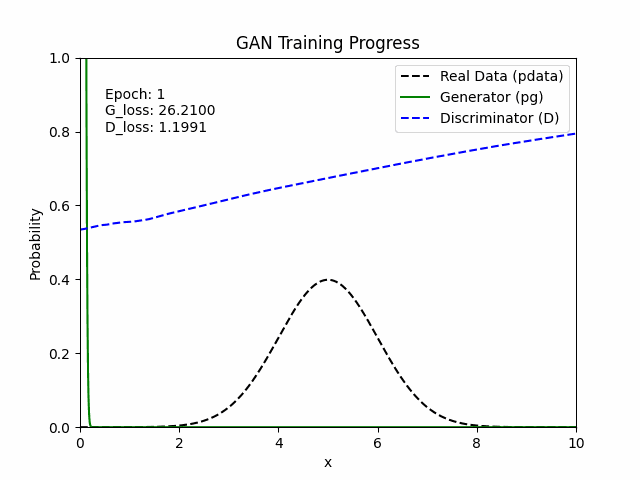 GAN Training Progress
Epoch: 1
G_loss: 26.2100
D_loss: 1.1991
Real Data (pdata)
Generator (pg)
Discriminator (D)
Probability
1.0
0.8
0.6
0.4
0.2
0.0
0
2
4
6
8
10
x